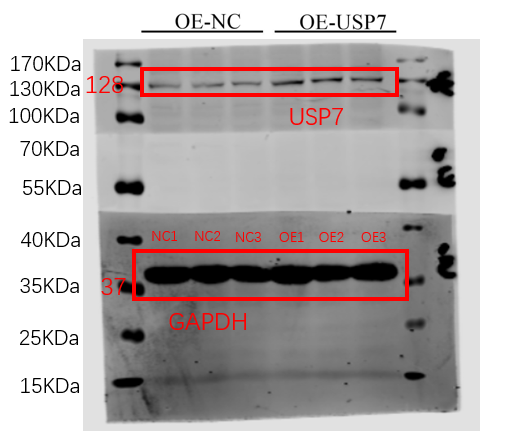 OE-NC OE-USP7
170KDa
128
130KDa
100KDa
USP7
70KDa
55KDa
NC1 NC2 NC3 OE1 OE2 OE3
40KDa
35KDa
37
GAPDH
25KDa
15KDa